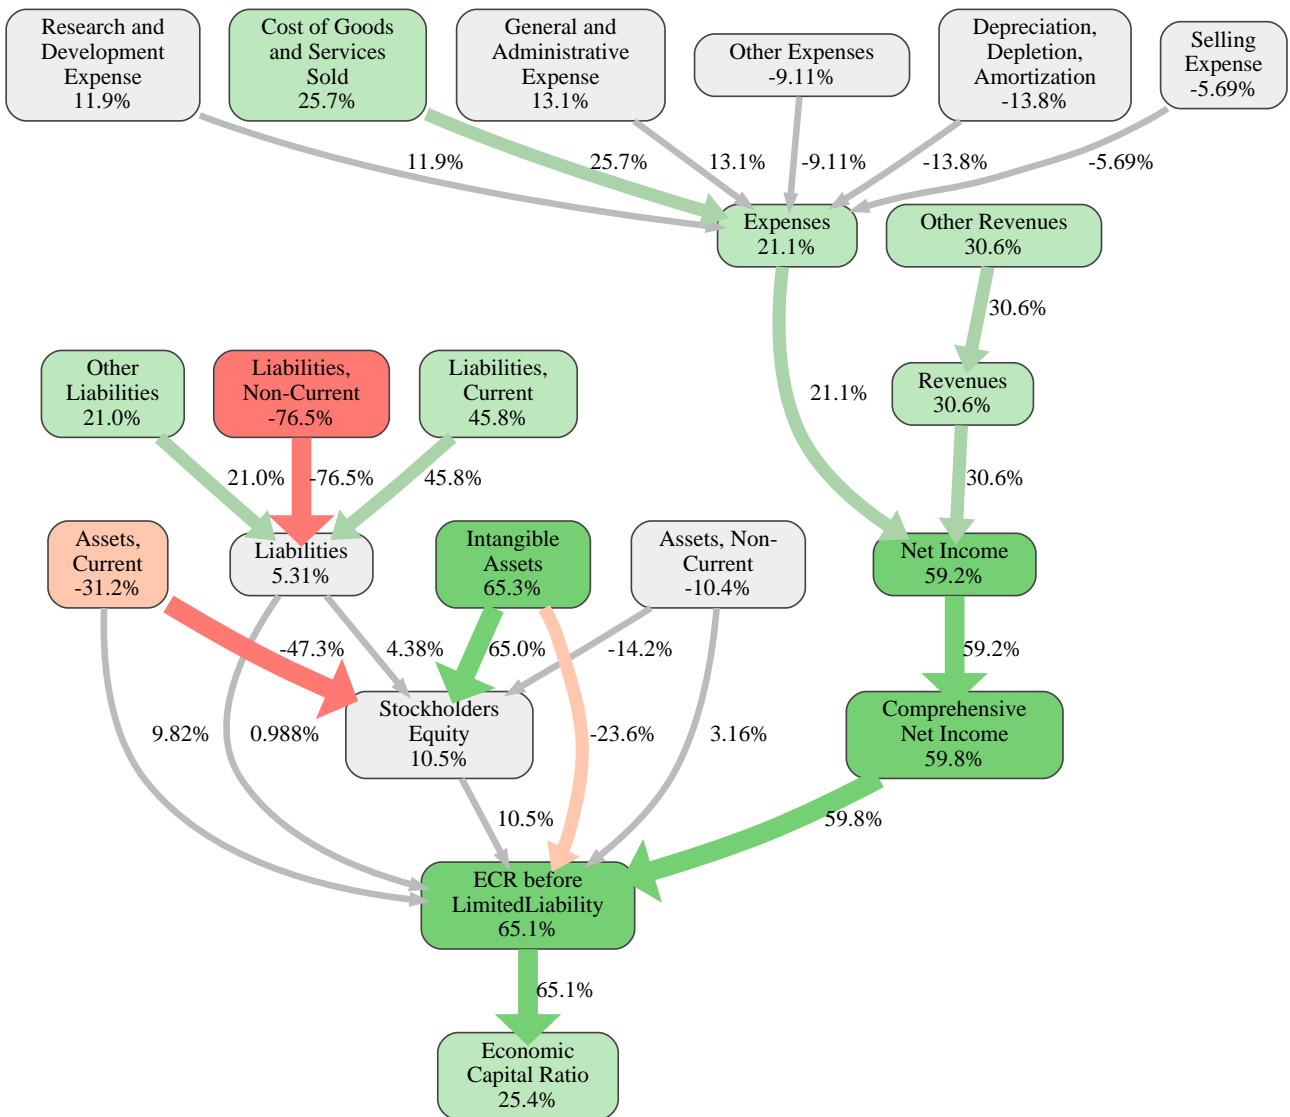 Research and
Development
Expense
11.9%
Cost of Goods
and Services
Sold
25.7%
General and
Administrative
Expense
13.1%
Other Expenses
-9.11%
Depreciation,
Depletion,
Amortization
-13.8%
Selling
Expense
-5.69%
11.9%
25.7%
13.1%
-9.11%
-13.8%
-5.69%
Expenses
21.1%
Other Revenues
30.6%
30.6%
Other
Liabilities
21.0%
Liabilities,
Non-Current
-76.5%
Liabilities,
Current
45.8%
21.1%
Revenues
30.6%
21.0%
-76.5%
45.8%
30.6%
Assets,
Current
-31.2%
Liabilities
5.31%
Intangible
Assets
65.3%
Assets, Non-
Current
-10.4%
Net Income
59.2%
-47.3%
4.38%
65.0%
-14.2%
59.2%
9.82%
0.988%
Stockholders
Equity
10.5%
-23.6%
3.16%
Comprehensive
Net Income
59.8%
10.5%
59.8%
ECR before
LimitedLiability
65.1%
65.1%
Economic
Capital Ratio
25.4%